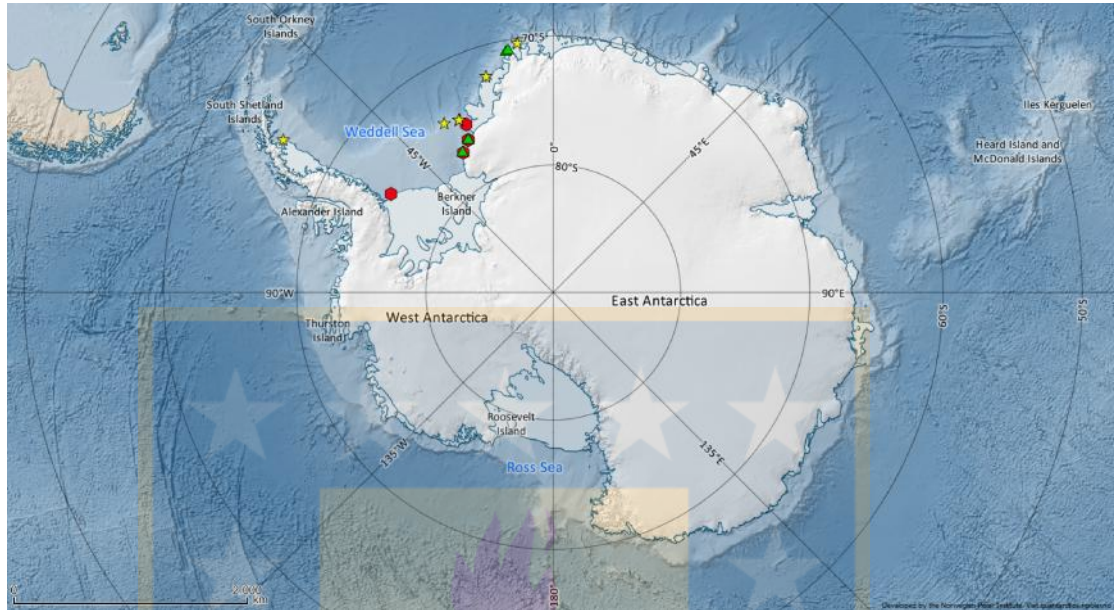 South Orkney
Islands
70°S
South Shetland
Islands
Iles Kerguelen
Weddell Sea
45°W
0°
45°E
Heard Island and
McDonald Islands
80°S
Berkner
Island
Alexander Island
90°W
East Antarctica
90°E
60°S
50°S
West Antarctica
Thurston
Island
Roosevelt
Island
135°W
135°E
Ross Sea
180°
0
2 000
km
Developed by the Norwegian Polar Institute.